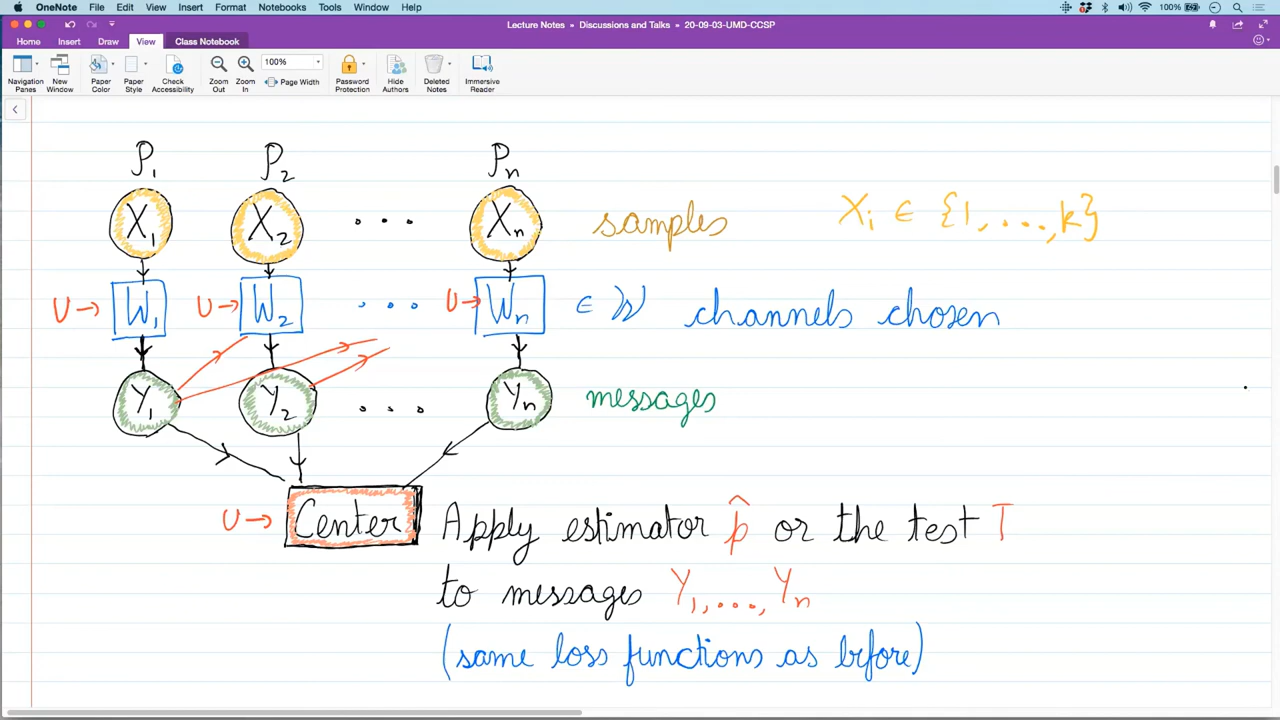 OneNote File Edit View Insert Format Notebooks Tools Window Help 100%
Lecture Notes » Discussions and Talks » 20-09-03-UMD-CCSP
Home Insert Draw View Class Notebook
100%
Navigation Panes New Window Paper Color Paper Style Check Accessibility Zoom Out Zoom In Page Width Password Protection Hide Authors Deleted Notes Immersive Reader
P1 P2 Pn
X1 X2 ... Xn samples Xi ∈ {1, ..., k}
U→ W1 U→ W2 ... U→ Wn ∈ 𝒲 channels chosen
Y1 Y2 ... Yn messages
U→ Center Apply estimator p̂ or the test T
to messages Y1, ..., Yn
(same loss functions as before)